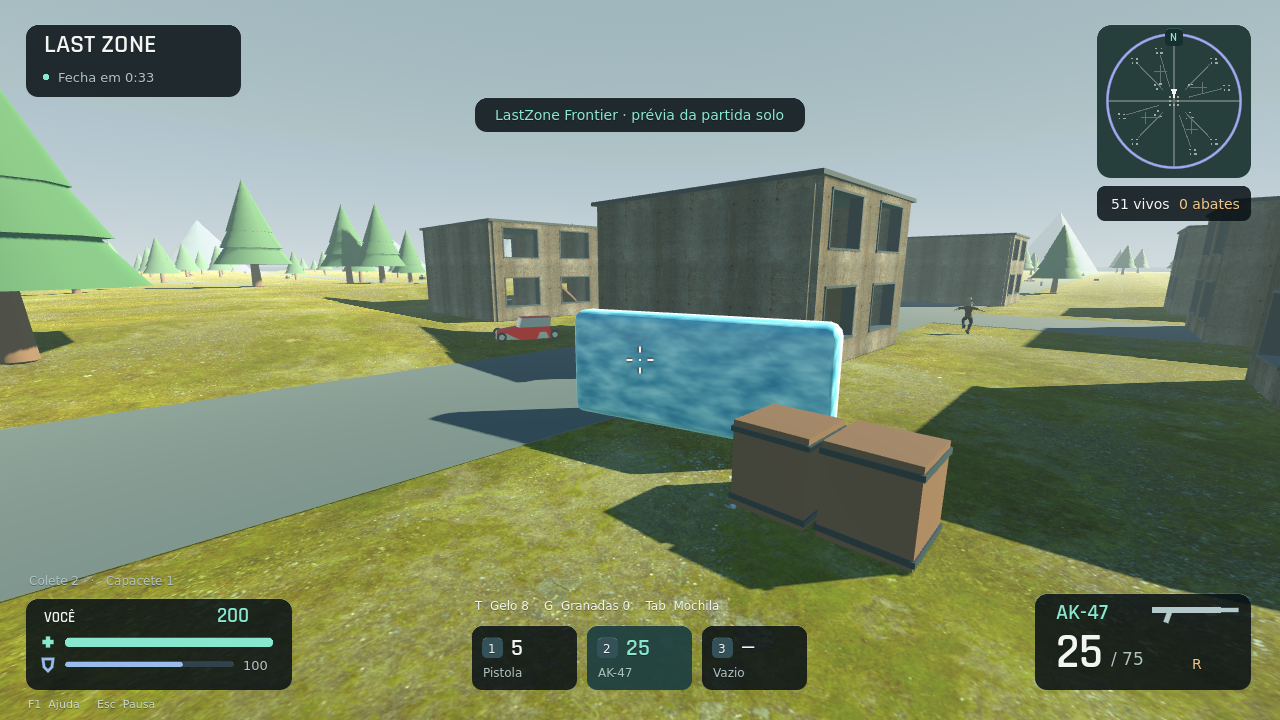 LAST ZONE
Fecha em 0:33
N
LastZone Frontier · prévia da partida solo
51 vivos 0 abates
Colete 2 · Capacete 1
VOCÊ 200
100
F1 Ajuda Esc Pausa
T Gelo 8 G Granadas 0 Tab Mochila
1 5
Pistola
2 25
AK-47
3 —
Vazio
AK-47
25 / 75
R